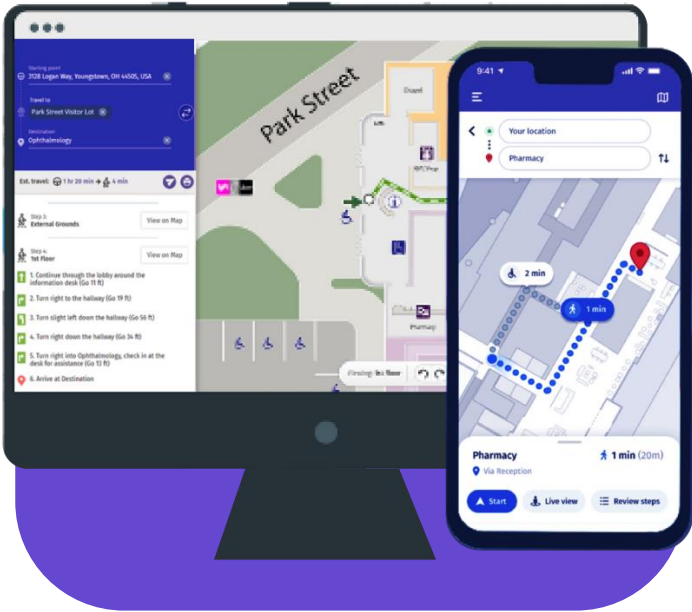 Starting point
3128 Logan Way, Youngstown, OH 44505, USA
Travel to
Park Street Visitor Lot
Destination
Ophthalmology
Est. travel: 1 hr 20 min → 4 min
Step 3:
External Grounds
View on Map
Step 4:
1st Floor
View on Map
1. Continue through the lobby around the
information desk (Go 11 ft)
2. Turn right to the hallway (Go 19 ft)
3. Turn slight left down the hallway (Go 56 ft)
4. Turn right down the hallway (Go 34 ft)
5. Turn right into Ophthalmology, check in at the
desk for assistance (Go 13 ft)
6. Arrive at Destination
Park Street
Chapel
Gift Shop
Uber
Pharmacy
Viewing: 1st floor
9:41
Your location
Pharmacy
2 min
1 min
Pharmacy
1 min (20m)
Via Reception
Start
Live view
Review steps